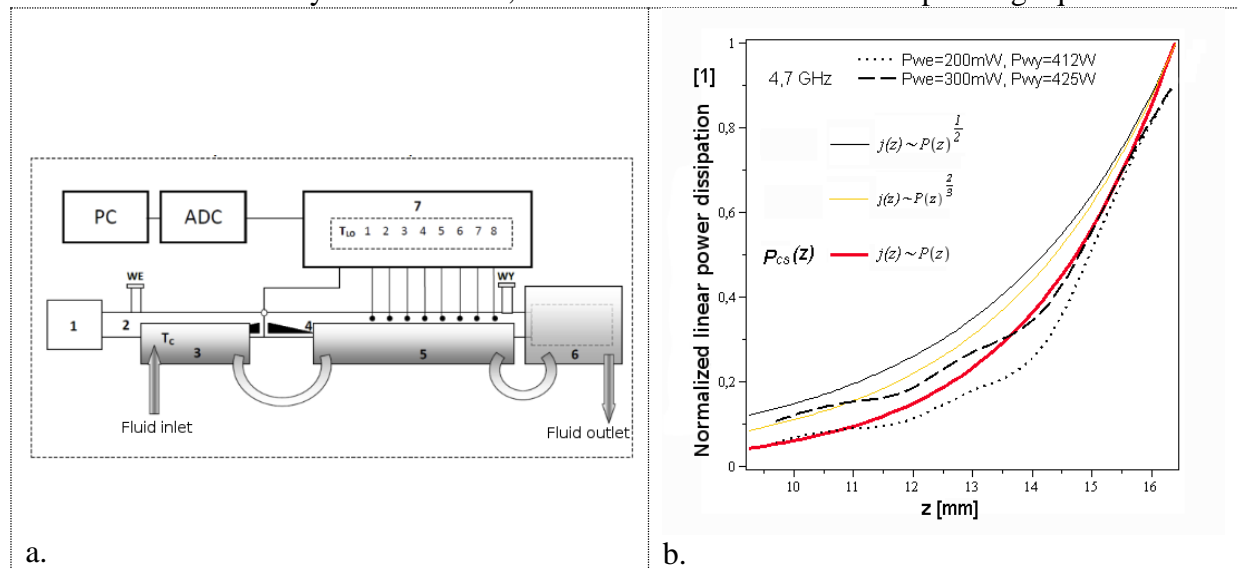 PC ADC
7
T_LO 1 2 3 4 5 6 7 8
WE WY
1 2 4
T_C 3 5 6
Fluid inlet Fluid outlet
a.
4,7 GHz
Pwe=200mW, Pwy=412W
Pwe=300mW, Pwy=425W
j(z)~P(z)^{1/2}
j(z)~P(z)^{2/3}
P_cs(z) j(z)~P(z)
[1]
Normalized linear power dissipation
1
0,8
0,6
0,4
0,2
0
10 11 12 13 14 15 16
z [mm]
b.